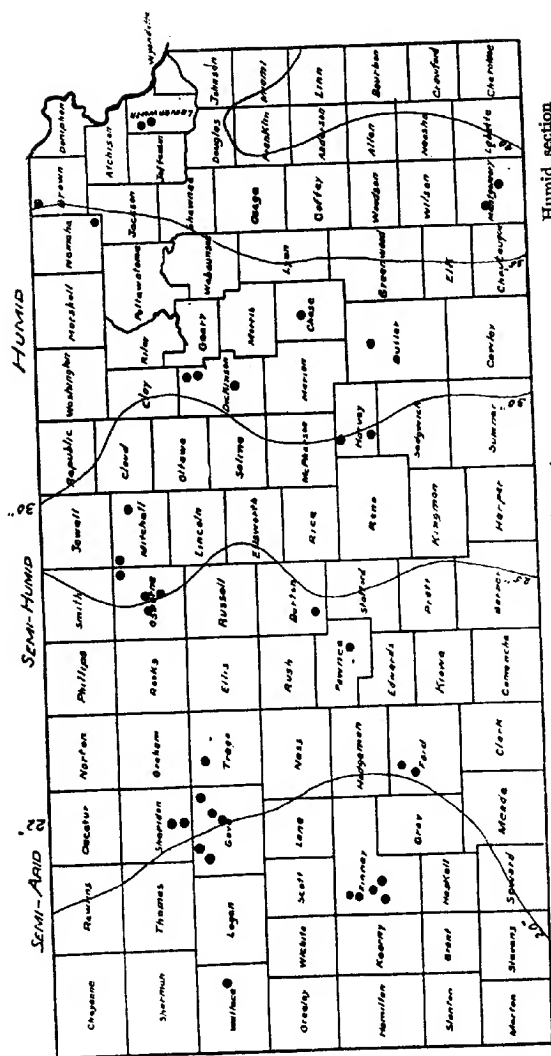 SEMI-ARID
SEMI-HUMID
HUMID
22"
30"
Cheyenne
Rawlins
Decatur
Norton
Phillips
Smith
Jewell
Republic
Washington
Marshall
Nemaha
Brown
Doniphan
Sherman
Thomas
Sheridan
Graham
Rooks
Osborne
Mitchell
Cloud
Clay
Riley
Pottawatomie
Jackson
Atchison
Jefferson
Leavenworth
Wyandotte
Wallace
Logan
Gove
Trego
Ellis
Russell
Lincoln
Ottawa
Saline
Dickinson
Geary
Wabaunsee
Shawnee
Douglas
Johnson
Greeley
Wichita
Scott
Lane
Ness
Rush
Barton
Ellsworth
Rice
McPherson
Marion
Morris
Chase
Lyon
Osage
Franklin
Miami
Coffey
Anderson
Linn
Hamilton
Kearny
Finney
Hodgeman
Pawnee
Edwards
Stafford
Reno
Harvey
Butler
Greenwood
Woodson
Allen
Bourbon
Stanton
Grant
Haskell
Gray
Ford
Kiowa
Pratt
Kingman
Sedgwick
Elk
Wilson
Neosho
Crawford
Morton
Stevens
Seward
Meade
Clark
Comanche
Barber
Harper
Sumner
Cowley
Chautauqua
Montgomery
Labette
Cherokee
20"
25"
30"
35"
Humid section